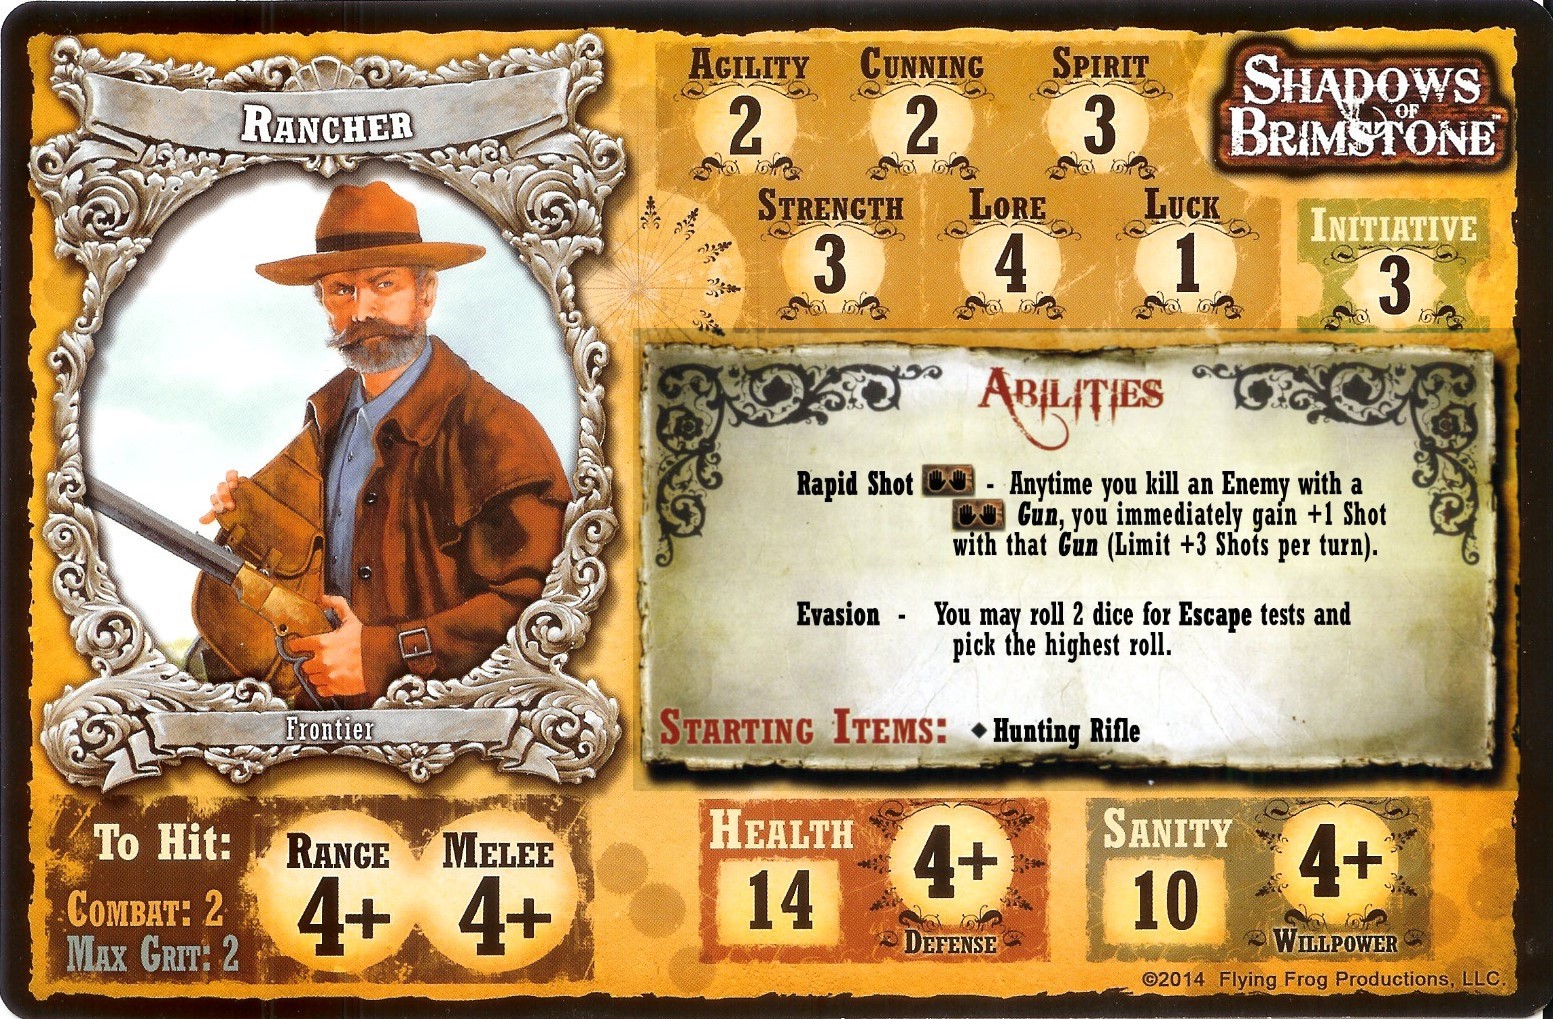 Rancher
Agility
2
Cunning
2
Spirit
3
Shadows
of
Brimstone™
Strength
3
Lore
4
Luck
1
Initiative
3
Abilities
Rapid Shot - Anytime you kill an Enemy with a
Gun, you immediately gain +1 Shot
with that Gun (Limit +3 Shots per turn).
Evasion - You may roll 2 dice for Escape tests and
pick the highest roll.
Starting Items: ◆ Hunting Rifle
Frontier
To Hit:
Range
4+
Melee
4+
Combat: 2
Max Grit: 2
Health
14
4+
Defense
Sanity
10
4+
Willpower
©2014 Flying Frog Productions, LLC.